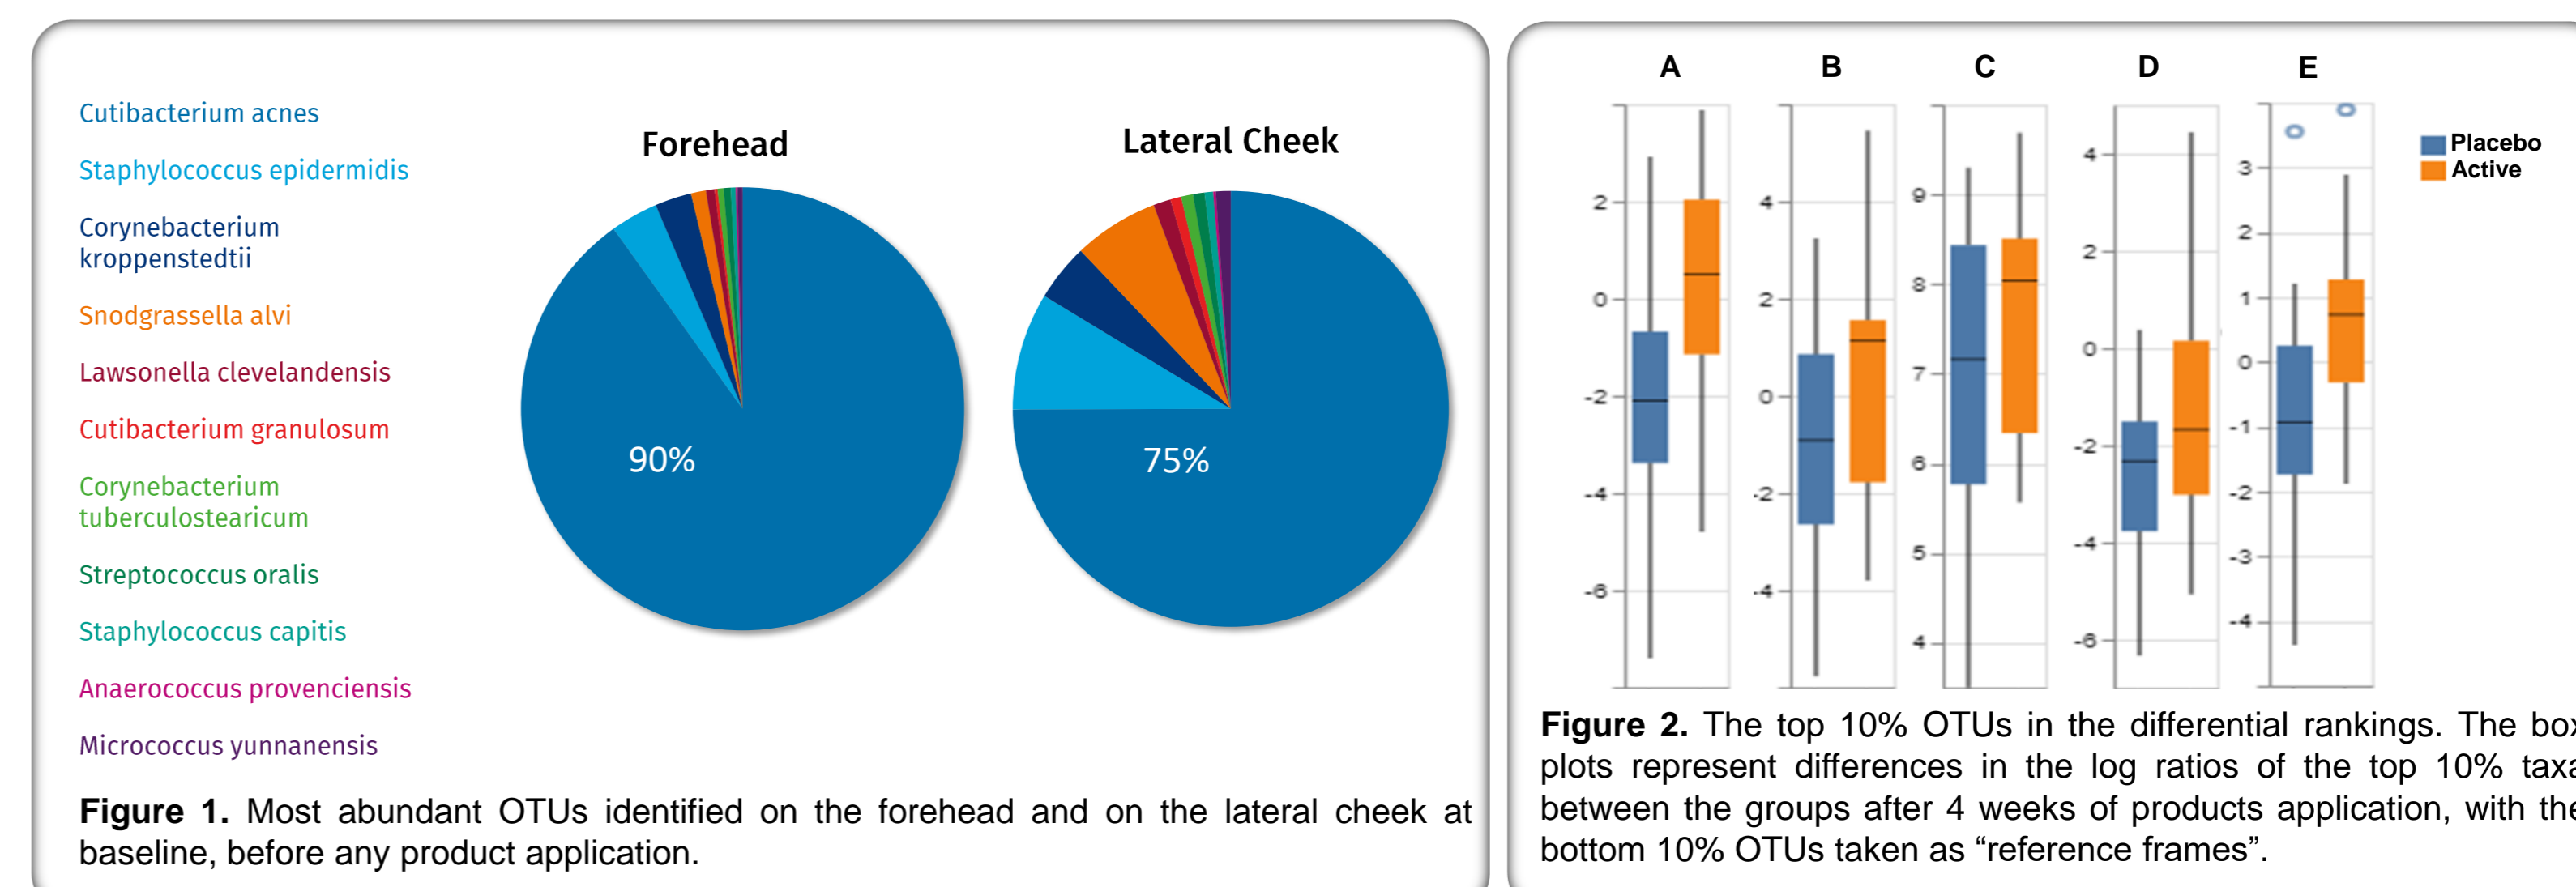 Cutibacterium acnes
Staphylococcus epidermidis
Corynebacterium
kroppenstedtii
Snodgrassella alvi
Lawsonella clevelandensis
Cutibacterium granulosum
Corynebacterium
tuberculostearicum
Streptococcus oralis
Staphylococcus capitis
Anaerococcus provenciensis
Micrococcus yunnanensis
Forehead
90%
Lateral Cheek
75%
Figure 1. Most abundant OTUs identified on the forehead and on the lateral cheek at
baseline, before any product application.
A B C D E
2
0
-2
-4
-6
4
2
0
-2
-4
9
8
7
6
5
4
4
2
0
-2
-4
-6
3
2
1
0
-1
-2
-3
-4
Placebo
Active
Figure 2. The top 10% OTUs in the differential rankings. The box
plots represent differences in the log ratios of the top 10% taxa
between the groups after 4 weeks of products application, with the
bottom 10% OTUs taken as “reference frames”.